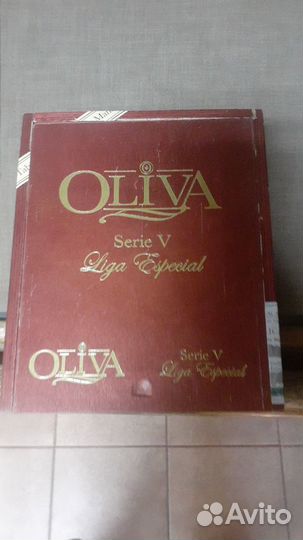 OLIVA
Serie V
Liga Especial
OLIVA
Serie V
Liga Especial
Avito